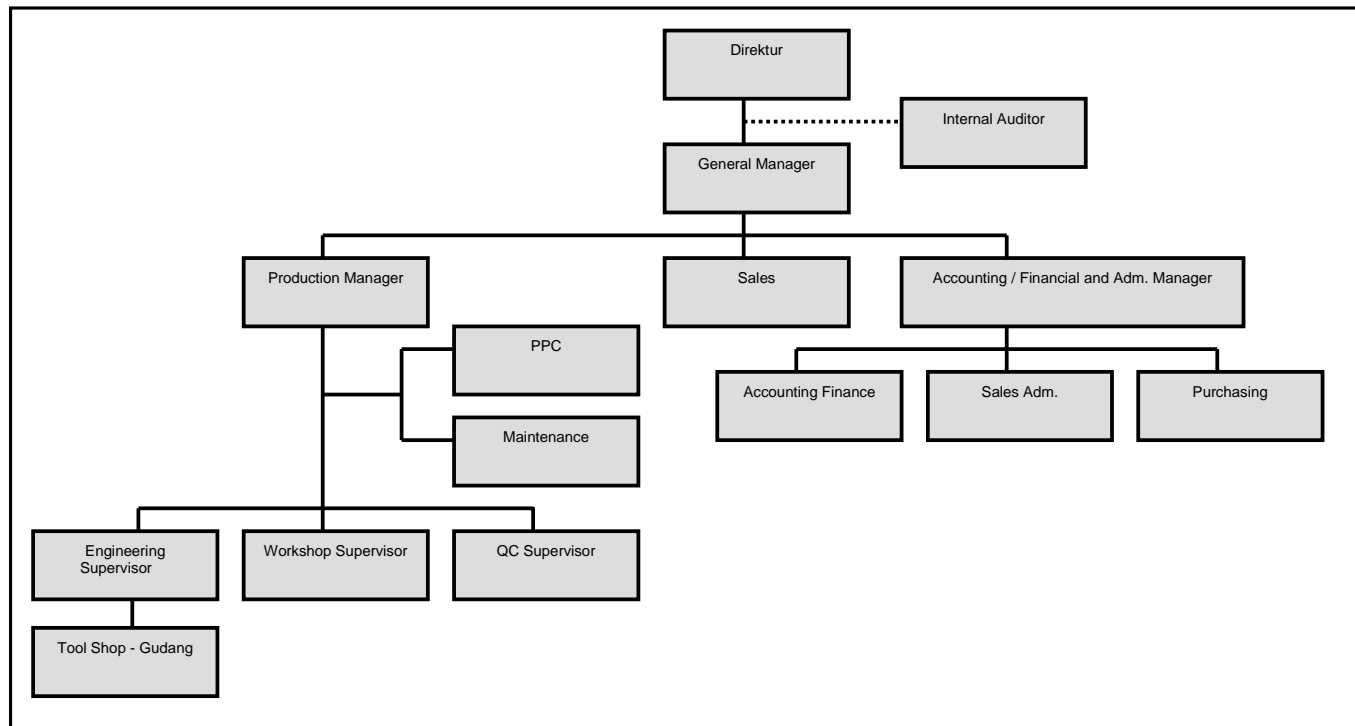 Direktur
Internal Auditor
General Manager
Production Manager
Sales
Accounting / Financial and Adm. Manager
PPC
Accounting Finance
Sales Adm.
Purchasing
Maintenance
Engineering
Supervisor
Workshop Supervisor
QC Supervisor
Tool Shop - Gudang